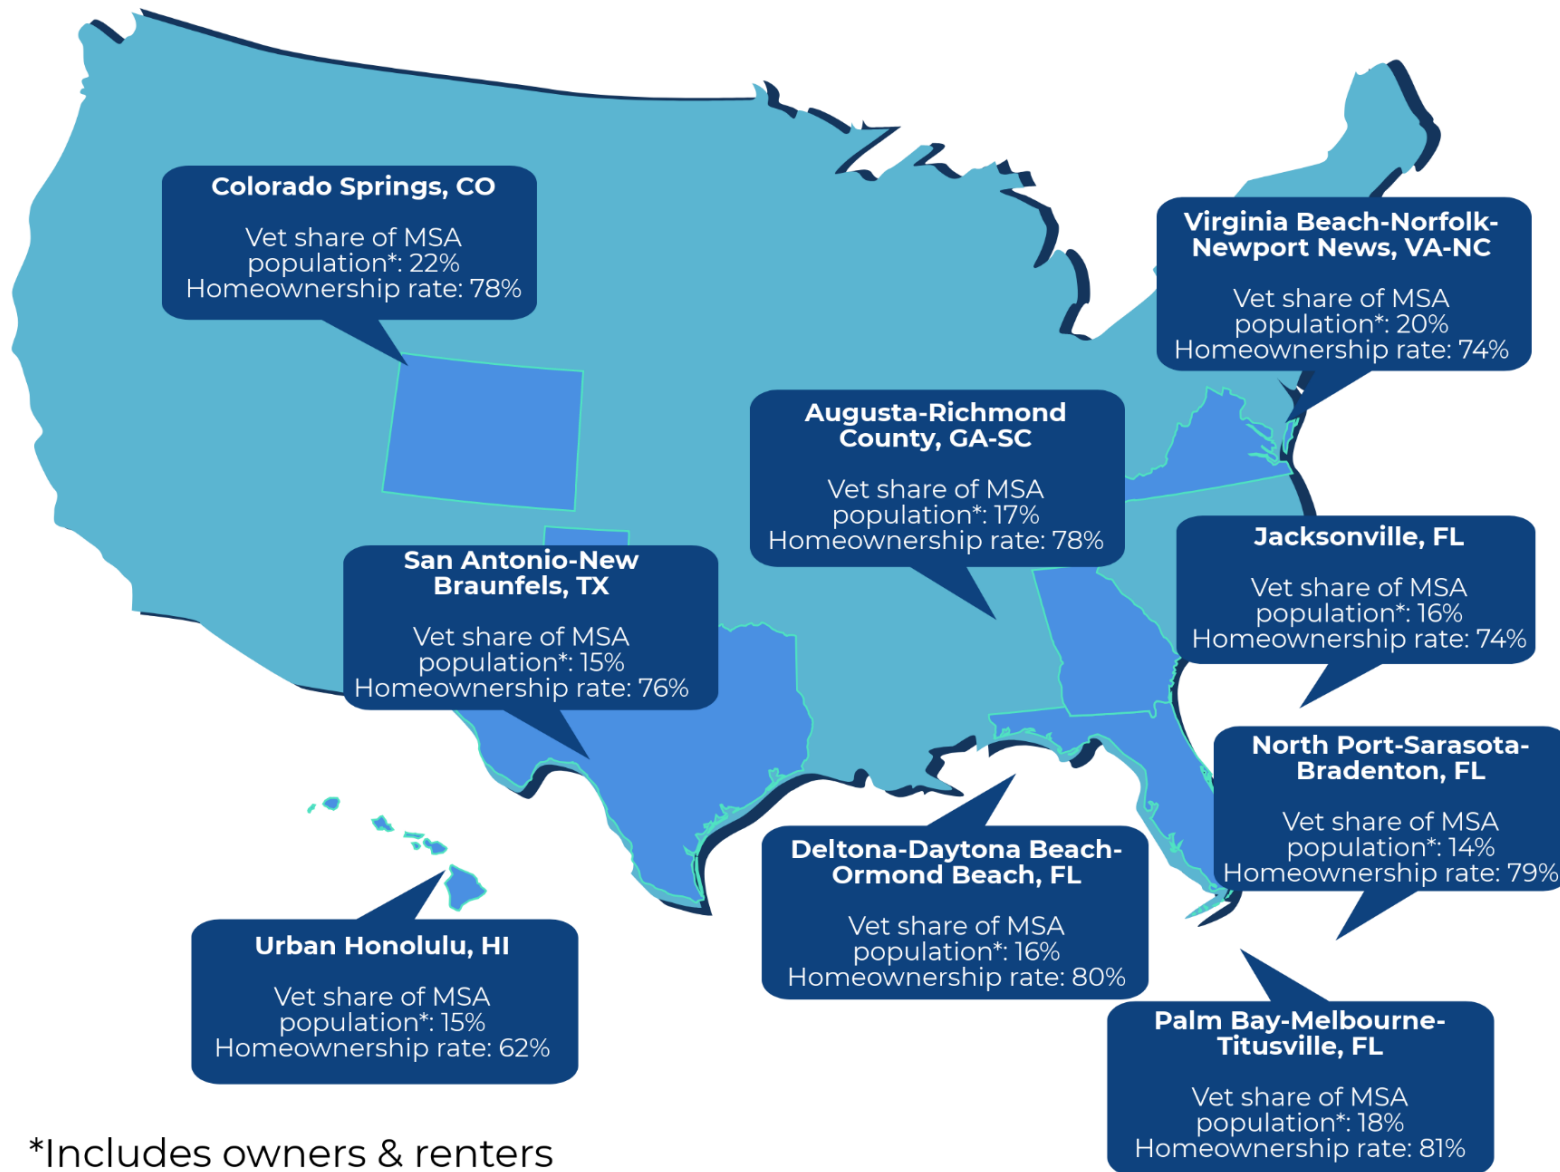 Colorado Springs, CO
Vet share of MSA
population*: 22%
Homeownership rate: 78%
Virginia Beach-Norfolk-
Newport News, VA-NC
Vet share of MSA
population*: 20%
Homeownership rate: 74%
Augusta-Richmond
County, GA-SC
Vet share of MSA
population*: 17%
Homeownership rate: 78%
Jacksonville, FL
Vet share of MSA
population*: 16%
Homeownership rate: 74%
San Antonio-New
Braunfels, TX
Vet share of MSA
population*: 15%
Homeownership rate: 76%
North Port-Sarasota-
Bradenton, FL
Vet share of MSA
population*: 14%
Homeownership rate: 79%
Deltona-Daytona Beach-
Ormond Beach, FL
Vet share of MSA
population*: 16%
Homeownership rate: 80%
Urban Honolulu, HI
Vet share of MSA
population*: 15%
Homeownership rate: 62%
Palm Bay-Melbourne-
Titusville, FL
Vet share of MSA
population*: 18%
Homeownership rate: 81%
*Includes owners & renters